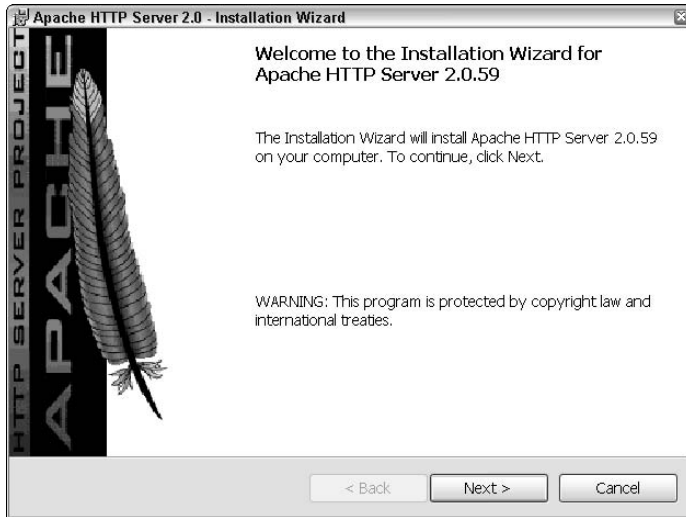 Apache HTTP Server 2.0 - Installation Wizard
HTTP SERVER PROJECT
APACHE
Welcome to the Installation Wizard for
Apache HTTP Server 2.0.59
The Installation Wizard will install Apache HTTP Server 2.0.59
on your computer. To continue, click Next.
WARNING: This program is protected by copyright law and
international treaties.
< Back
Next >
Cancel